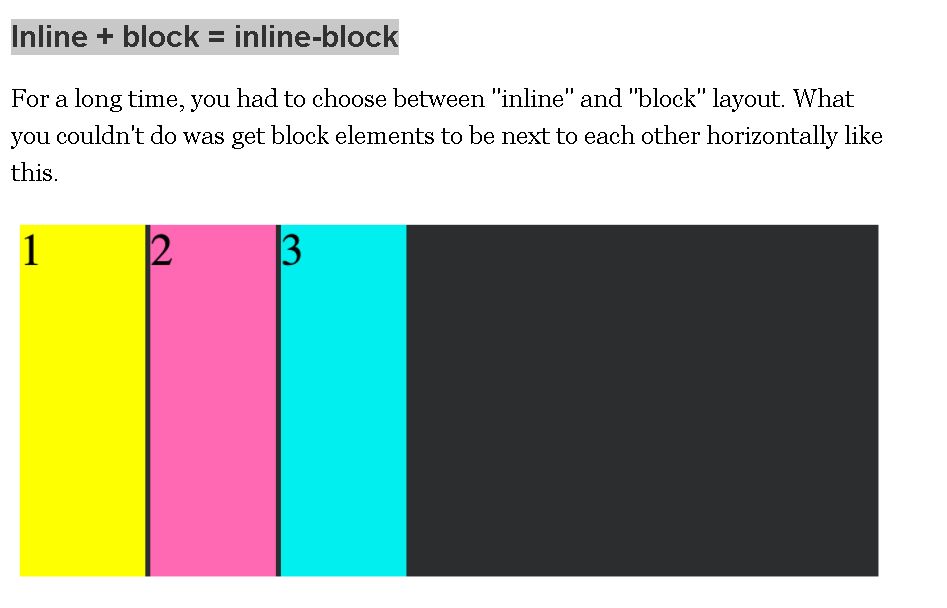 Inline + block = inline-block
For a long time, you had to choose between "inline" and "block" layout. What
you couldn't do was get block elements to be next to each other horizontally like
this.
1 2 3